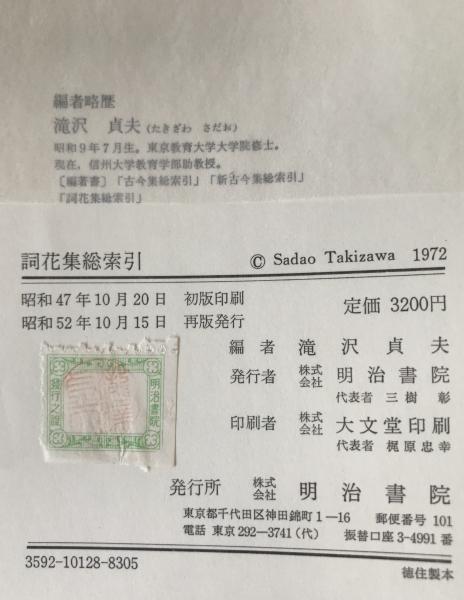 編者略歴
滝沢 貞夫(たきざわ さだお)
昭和9年7月生。東京教育大学大学院修士。
現在,信州大学教育学部助教授。
〔編著書〕「古今集総索引」「新古今集総索引」
「詞花集総索引」
詞花集総索引 © Sadao Takizawa 1972
昭和47年10月20日 初版印刷
昭和52年10月15日 再版発行
定価 3200円
編者 滝沢貞夫
発行者 株式会社 明治書院
代表者 三樹 彰
印刷者 株式会社 大文堂印刷
代表者 梶原忠幸
明治書院
發行之證
発行所 株式会社 明治書院
東京都千代田区神田錦町1-16 郵便番号101
電話 東京 292-3741(代) 振替口座 3-4991番
3592-10128-8305 徳住製本